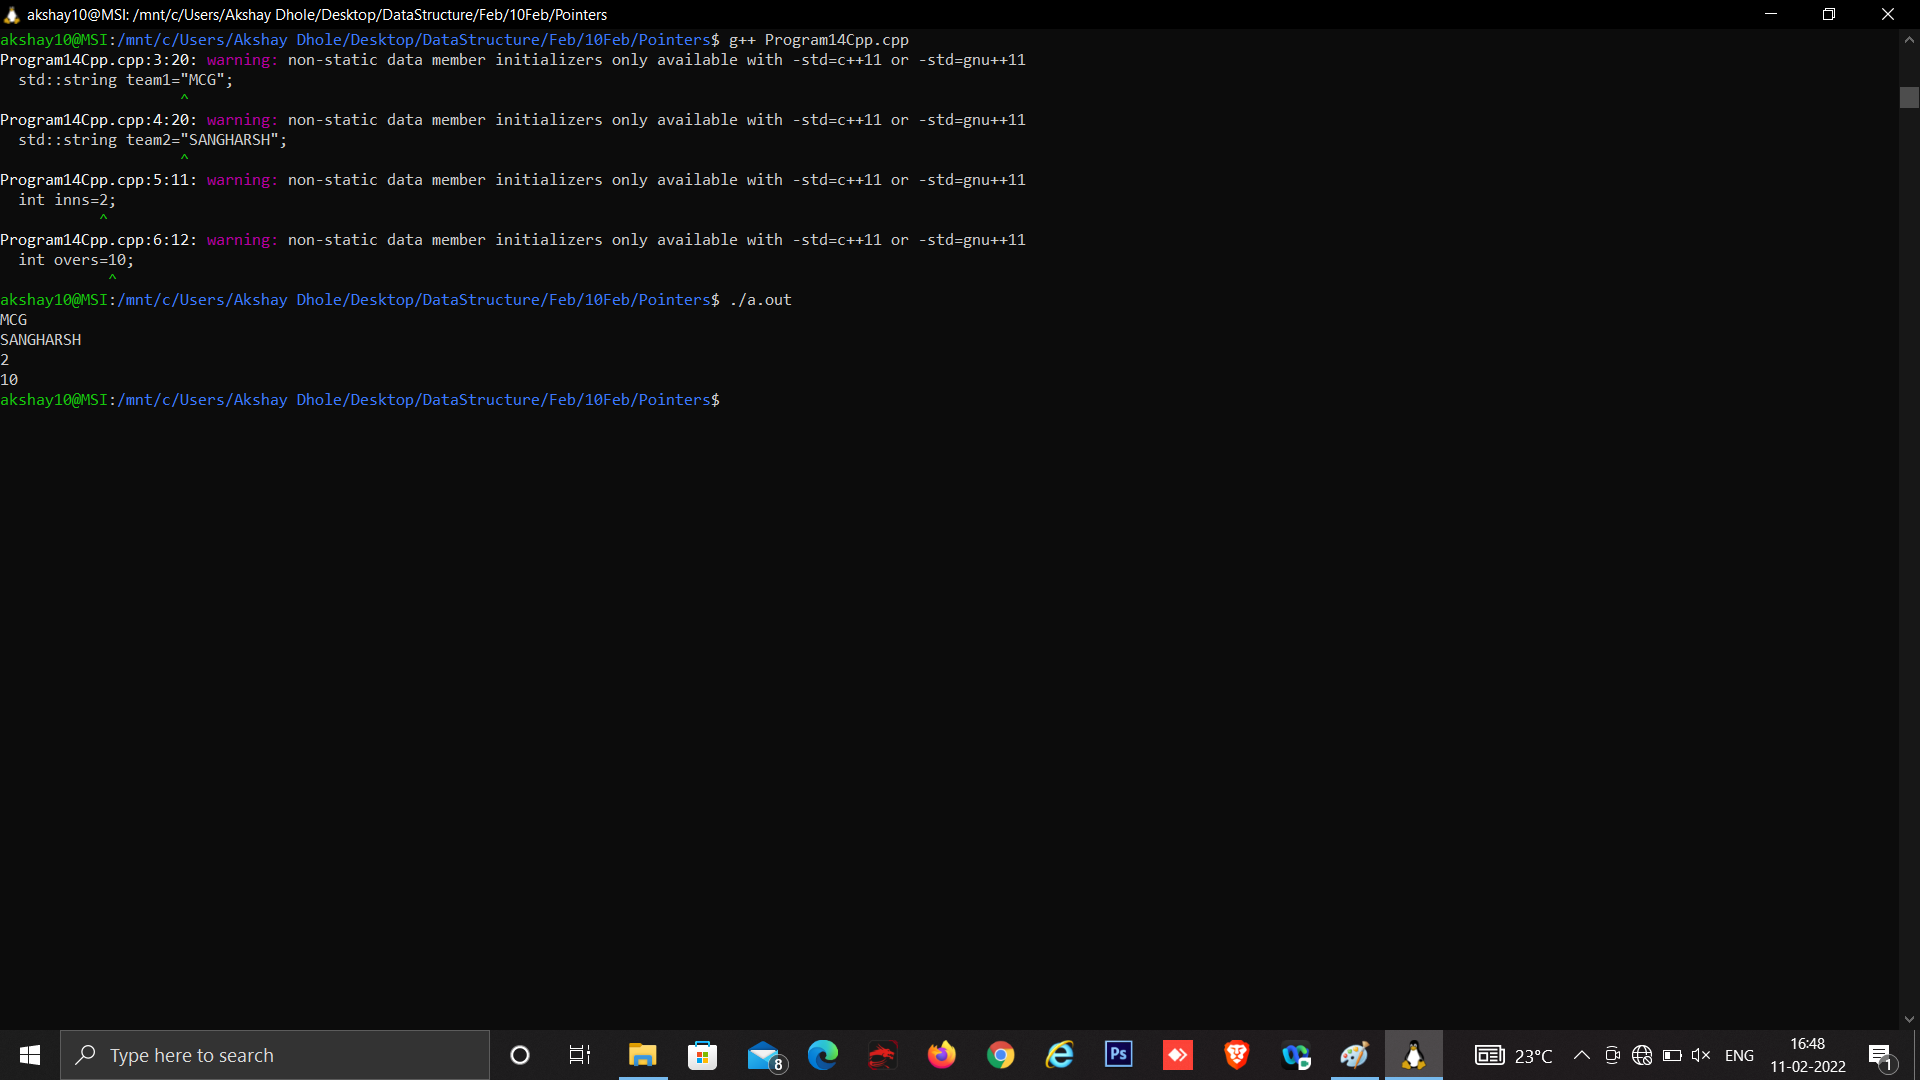 akshay10@MSI: /mnt/c/Users/Akshay Dhole/Desktop/DataStructure/Feb/10Feb/Pointers
akshay10@MSI:/mnt/c/Users/Akshay Dhole/Desktop/DataStructure/Feb/10Feb/Pointers$ g++ Program14Cpp.cpp
Program14Cpp.cpp:3:20: warning: non-static data member initializers only available with -std=c++11 or -std=gnu++11
  std::string team1="MCG";
                    ^
Program14Cpp.cpp:4:20: warning: non-static data member initializers only available with -std=c++11 or -std=gnu++11
  std::string team2="SANGHARSH";
                    ^
Program14Cpp.cpp:5:11: warning: non-static data member initializers only available with -std=c++11 or -std=gnu++11
  int inns=2;
           ^
Program14Cpp.cpp:6:12: warning: non-static data member initializers only available with -std=c++11 or -std=gnu++11
  int overs=10;
            ^
akshay10@MSI:/mnt/c/Users/Akshay Dhole/Desktop/DataStructure/Feb/10Feb/Pointers$ ./a.out
MCG
SANGHARSH
2
10
akshay10@MSI:/mnt/c/Users/Akshay Dhole/Desktop/DataStructure/Feb/10Feb/Pointers$
Type here to search
8
Ps
23°C
ENG
16:48
11-02-2022
1